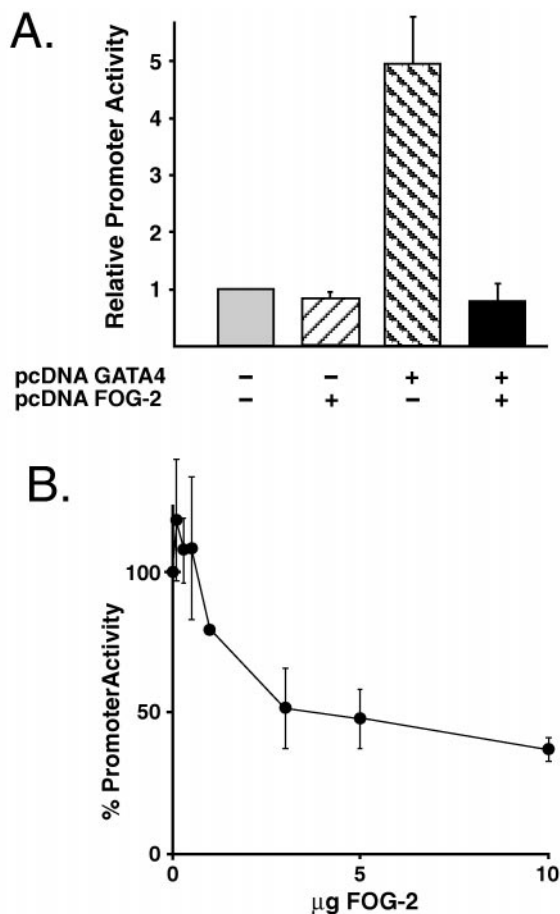 A.
Relative Promoter Activity
5
4
3
2
1
pcDNA GATA4 − − + +
pcDNA FOG-2 − + − +
B.
% PromoterActivity
100
50
0
0 5 10
μg FOG-2